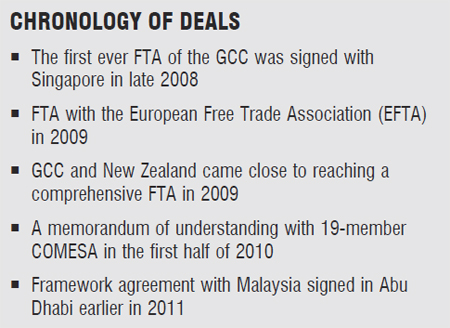 CHRONOLOGY OF DEALS
▪ The first ever FTA of the GCC was signed with
Singapore in late 2008
▪ FTA with the European Free Trade Association (EFTA)
in 2009
▪ GCC and New Zealand came close to reaching a
comprehensive FTA in 2009
▪ A memorandum of understanding with 19-member
COMESA in the first half of 2010
▪ Framework agreement with Malaysia signed in Abu
Dhabi earlier in 2011